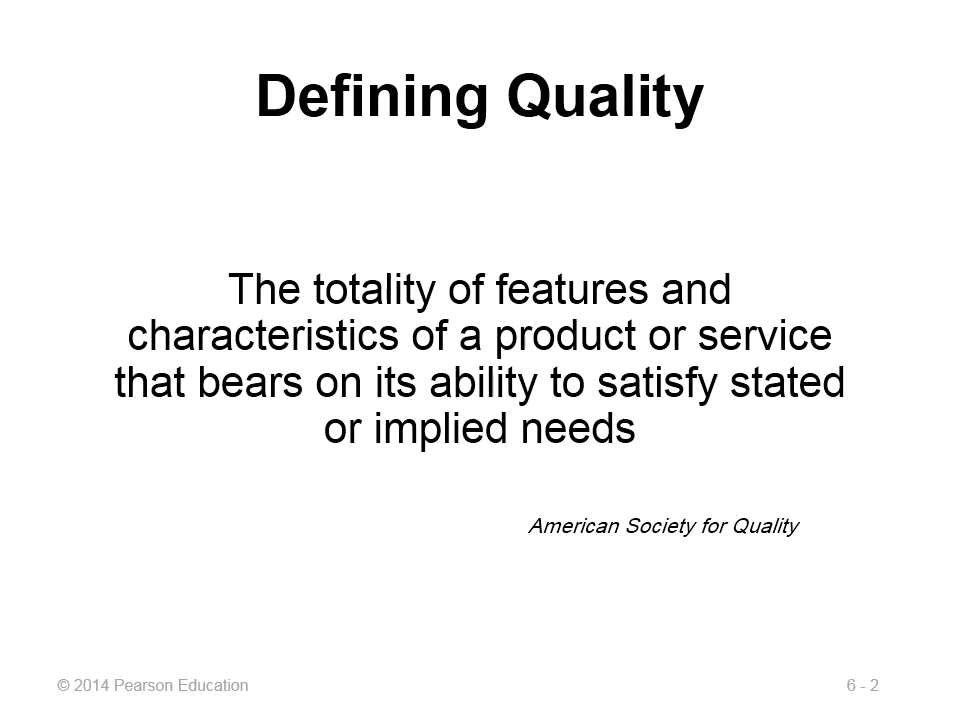 Defining Quality
The totality of features and
characteristics of a product or service
that bears on its ability to satisfy stated
or implied needs
American Society for Quality
© 2014 Pearson Education
6 - 2